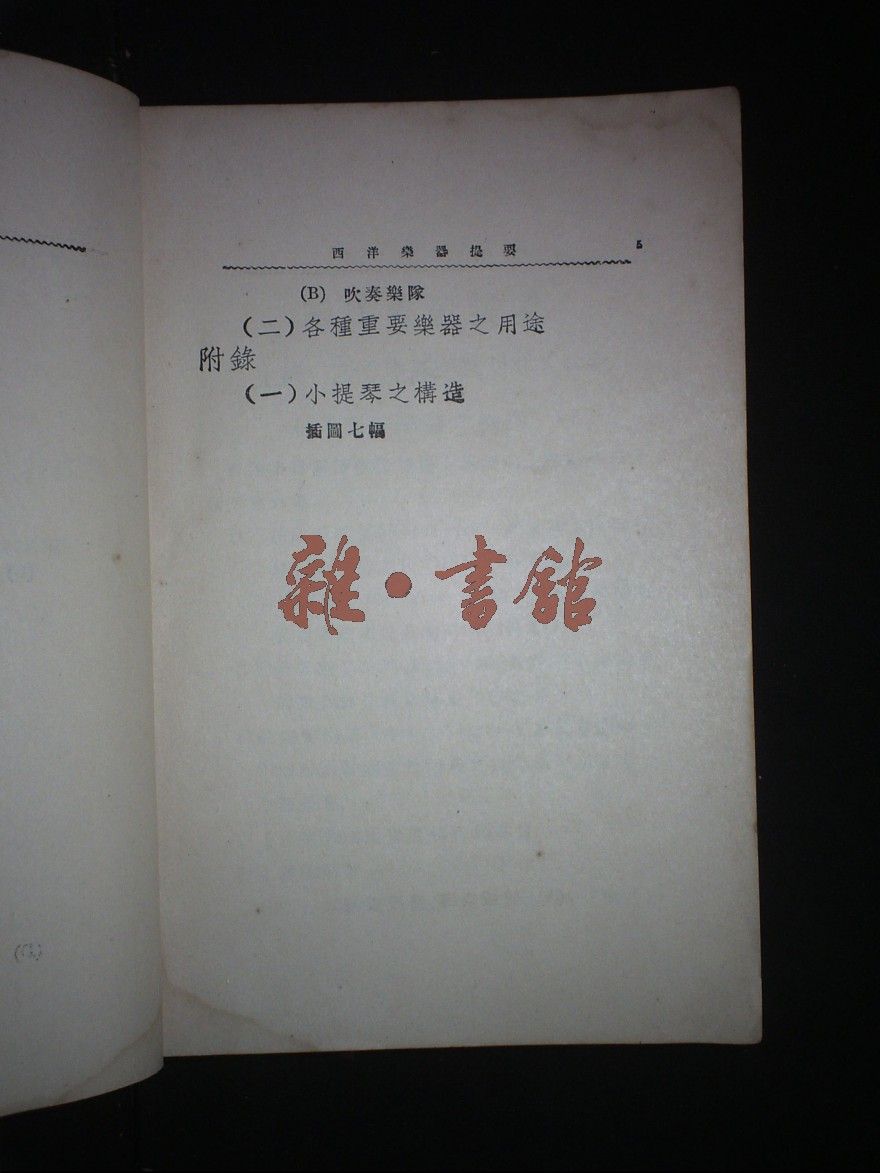 西洋樂器提要 5
(B) 吹奏樂隊
(二)各種重要樂器之用途
附錄
(一)小提琴之構造
插圖七幅
雜·書館